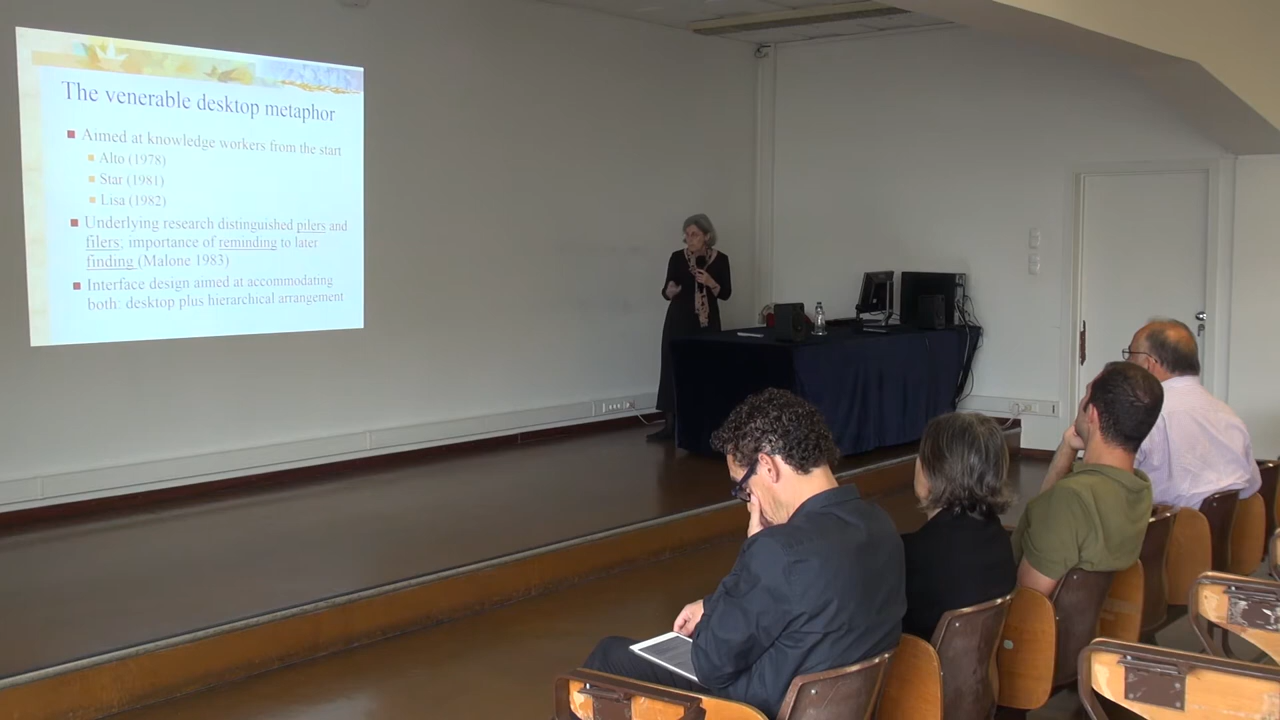 The venerable desktop metaphor
Aimed at knowledge workers from the start
Alto (1978)
Star (1981)
Lisa (1982)
Underlying research distinguished pilers and
filers; importance of reminding to later
finding (Malone 1983)
Interface design aimed at accommodating
both: desktop plus hierarchical arrangement